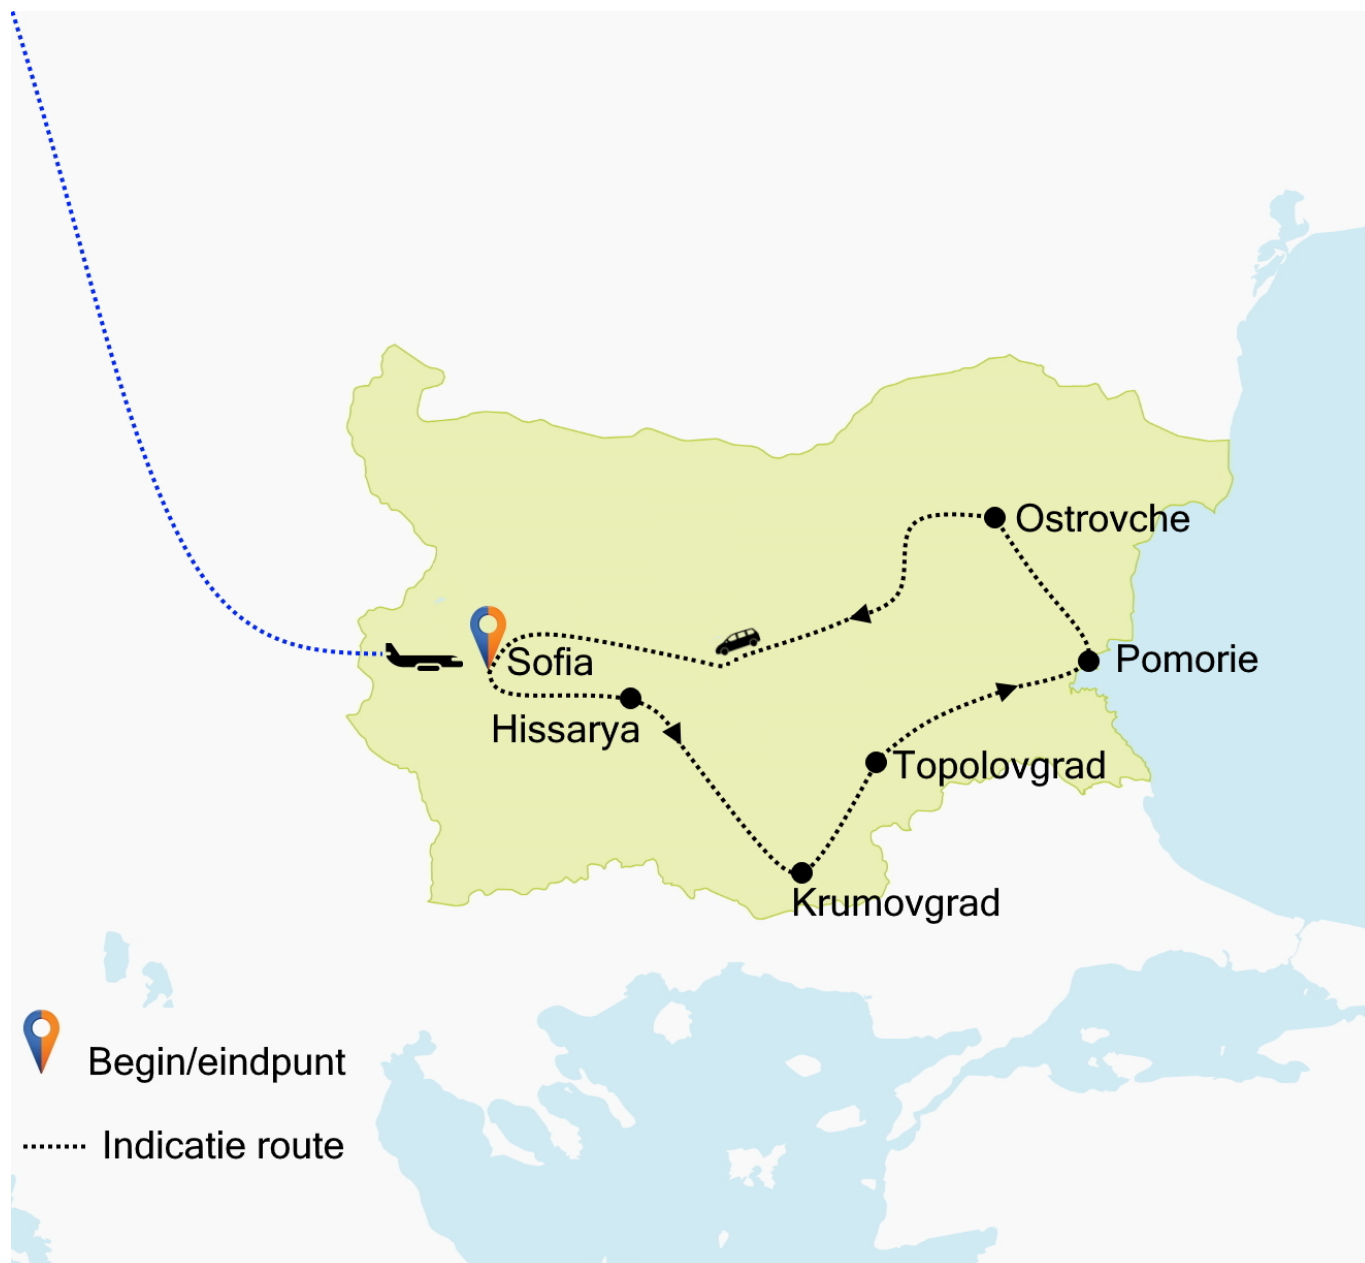 Ostrovche
Sofia
Pomorie
Hissarya
Topolovgrad
Krumovgrad
Begin/eindpunt
Indicatie route